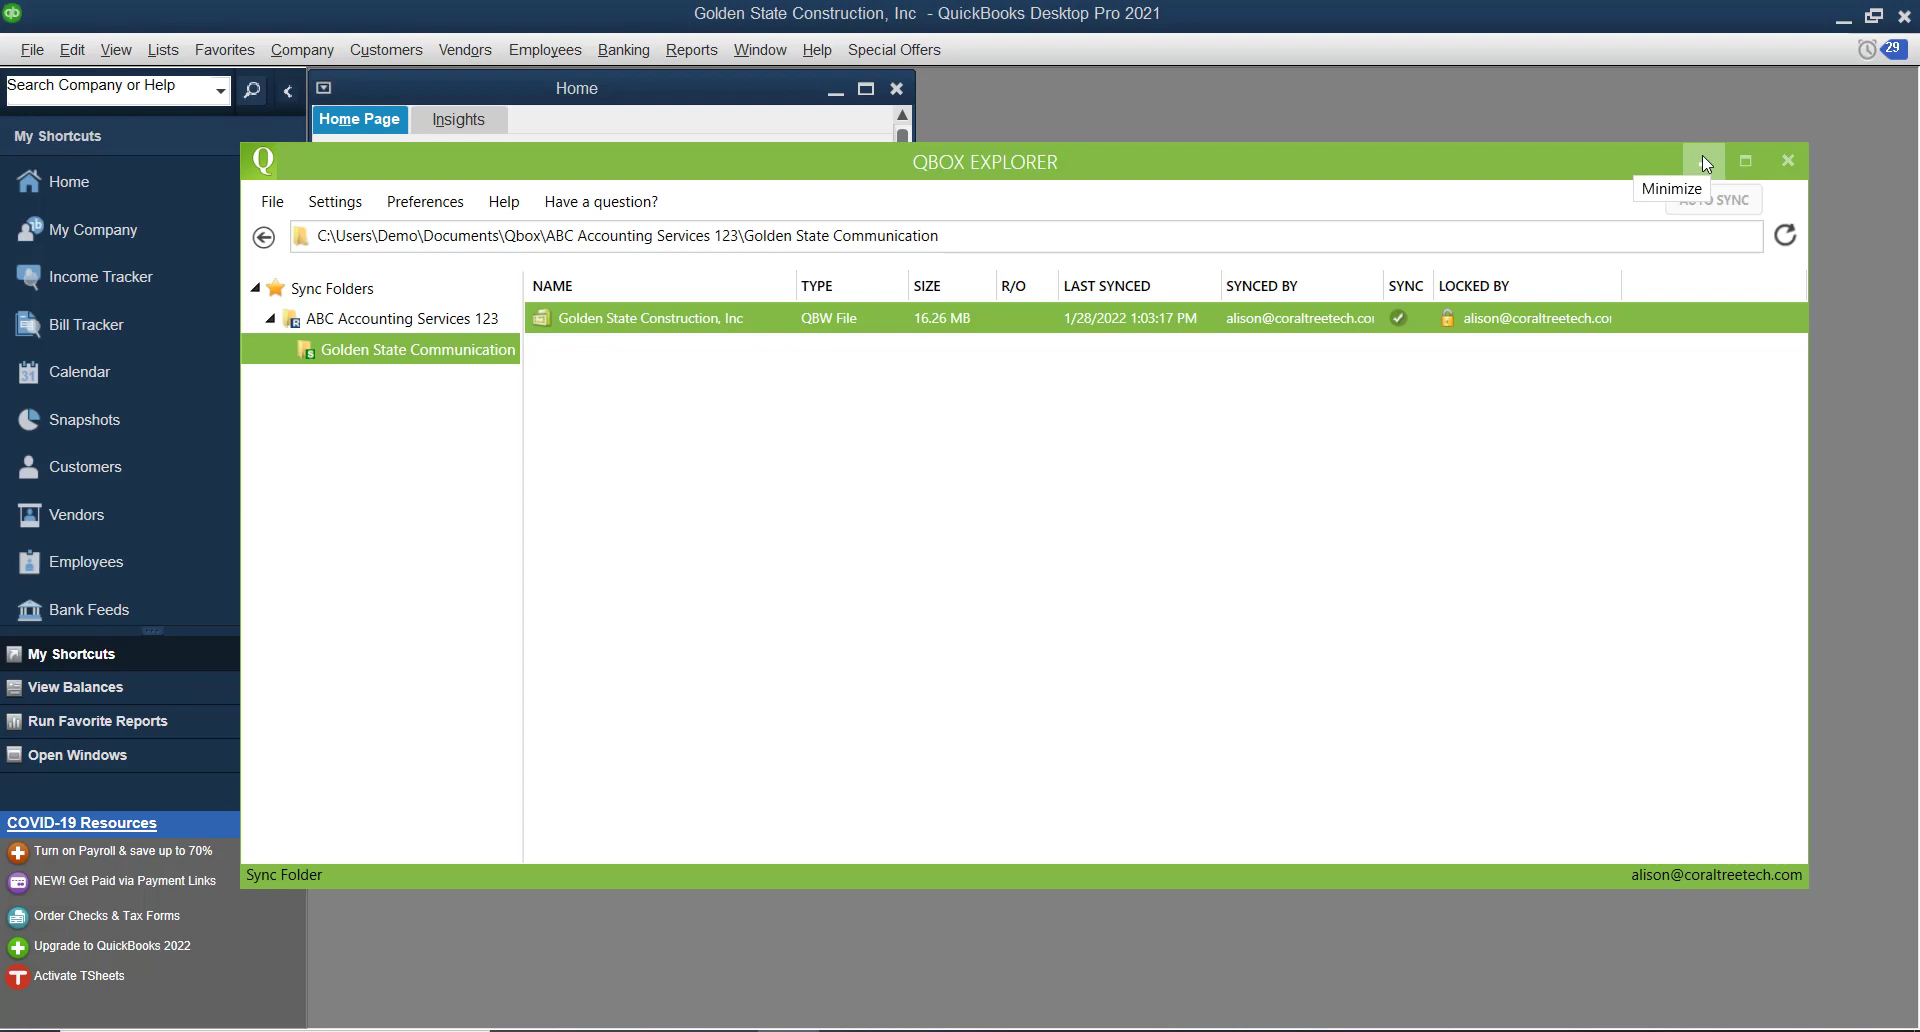 Golden State Construction, Inc - QuickBooks Desktop Pro 2021
File Edit View Lists Favorites Company Customers Vendors Employees Banking Reports Window Help Special Offers
29
Search Company or Help
Home
Home Page Insights
My Shortcuts
Home
My Company
Income Tracker
Bill Tracker
31 Calendar
Snapshots
Customers
Vendors
Employees
Bank Feeds
My Shortcuts
View Balances
Run Favorite Reports
Open Windows
COVID-19 Resources
Turn on Payroll & save up to 70%
NEW! Get Paid via Payment Links
Order Checks & Tax Forms
Upgrade to QuickBooks 2022
T Activate TSheets
Q QBOX EXPLORER
Minimize
File Settings Preferences Help Have a question?
SYNC
C:\Users\Demo\Documents\Qbox\ABC Accounting Services 123\Golden State Communication
Sync Folders
ABC Accounting Services 123
Golden State Communication
NAME TYPE SIZE R/O LAST SYNCED SYNCED BY SYNC LOCKED BY
Golden State Construction, Inc QBW File 16.26 MB 1/28/2022 1:03:17 PM alison@coraltreetech.co alison@coraltreetech.co
Sync Folder
alison@coraltreetech.com